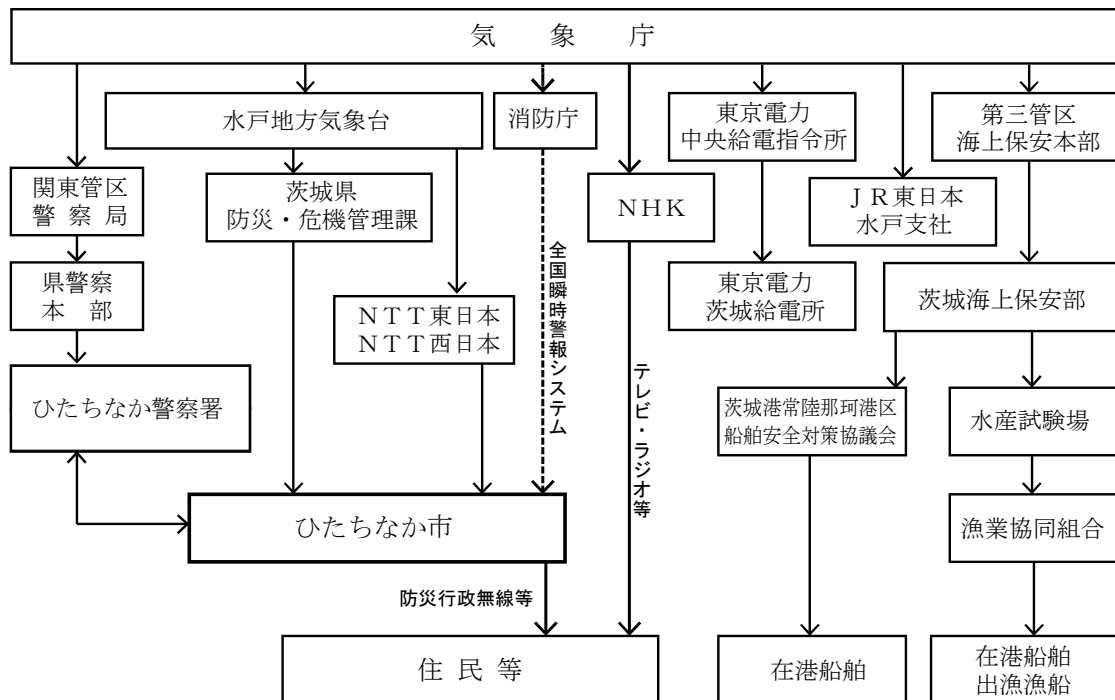 気象庁
水戸地方気象台
消防庁
東京電力
中央給電指令所
第三管区
海上保安本部
関東管区
警察局
茨城県
防災・危機管理課
NHK
ＪＲ東日本
水戸支社
県警察
本部
ＮＴＴ東日本
ＮＴＴ西日本
全国瞬時警報システム
東京電力
茨城給電所
茨城海上保安部
ひたちなか警察署
テレビ・ラジオ等
茨城港常陸那珂港区
船舶安全対策協議会
水産試験場
ひたちなか市
漁業協同組合
防災行政無線等
住民等
在港船舶
在港船舶
出漁漁船